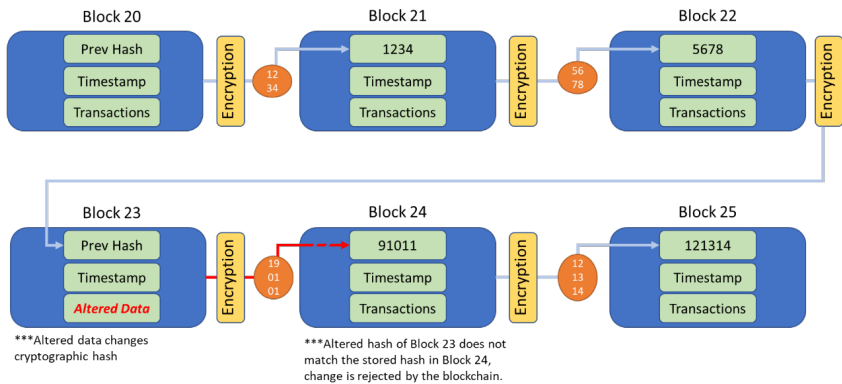 Block 20
Block 21
Block 22
Prev Hash
Timestamp
Transactions
Encryption
12
34
1234
Timestamp
Transactions
Encryption
56
78
5678
Timestamp
Transactions
Encryption
Block 23
Block 24
Block 25
Prev Hash
Timestamp
Altered Data
Encryption
19
01
01
91011
Timestamp
Transactions
Encryption
12
13
14
121314
Timestamp
Transactions
***Altered data changes
cryptographic hash
***Altered hash of Block 23 does not
match the stored hash in Block 24,
change is rejected by the blockchain.